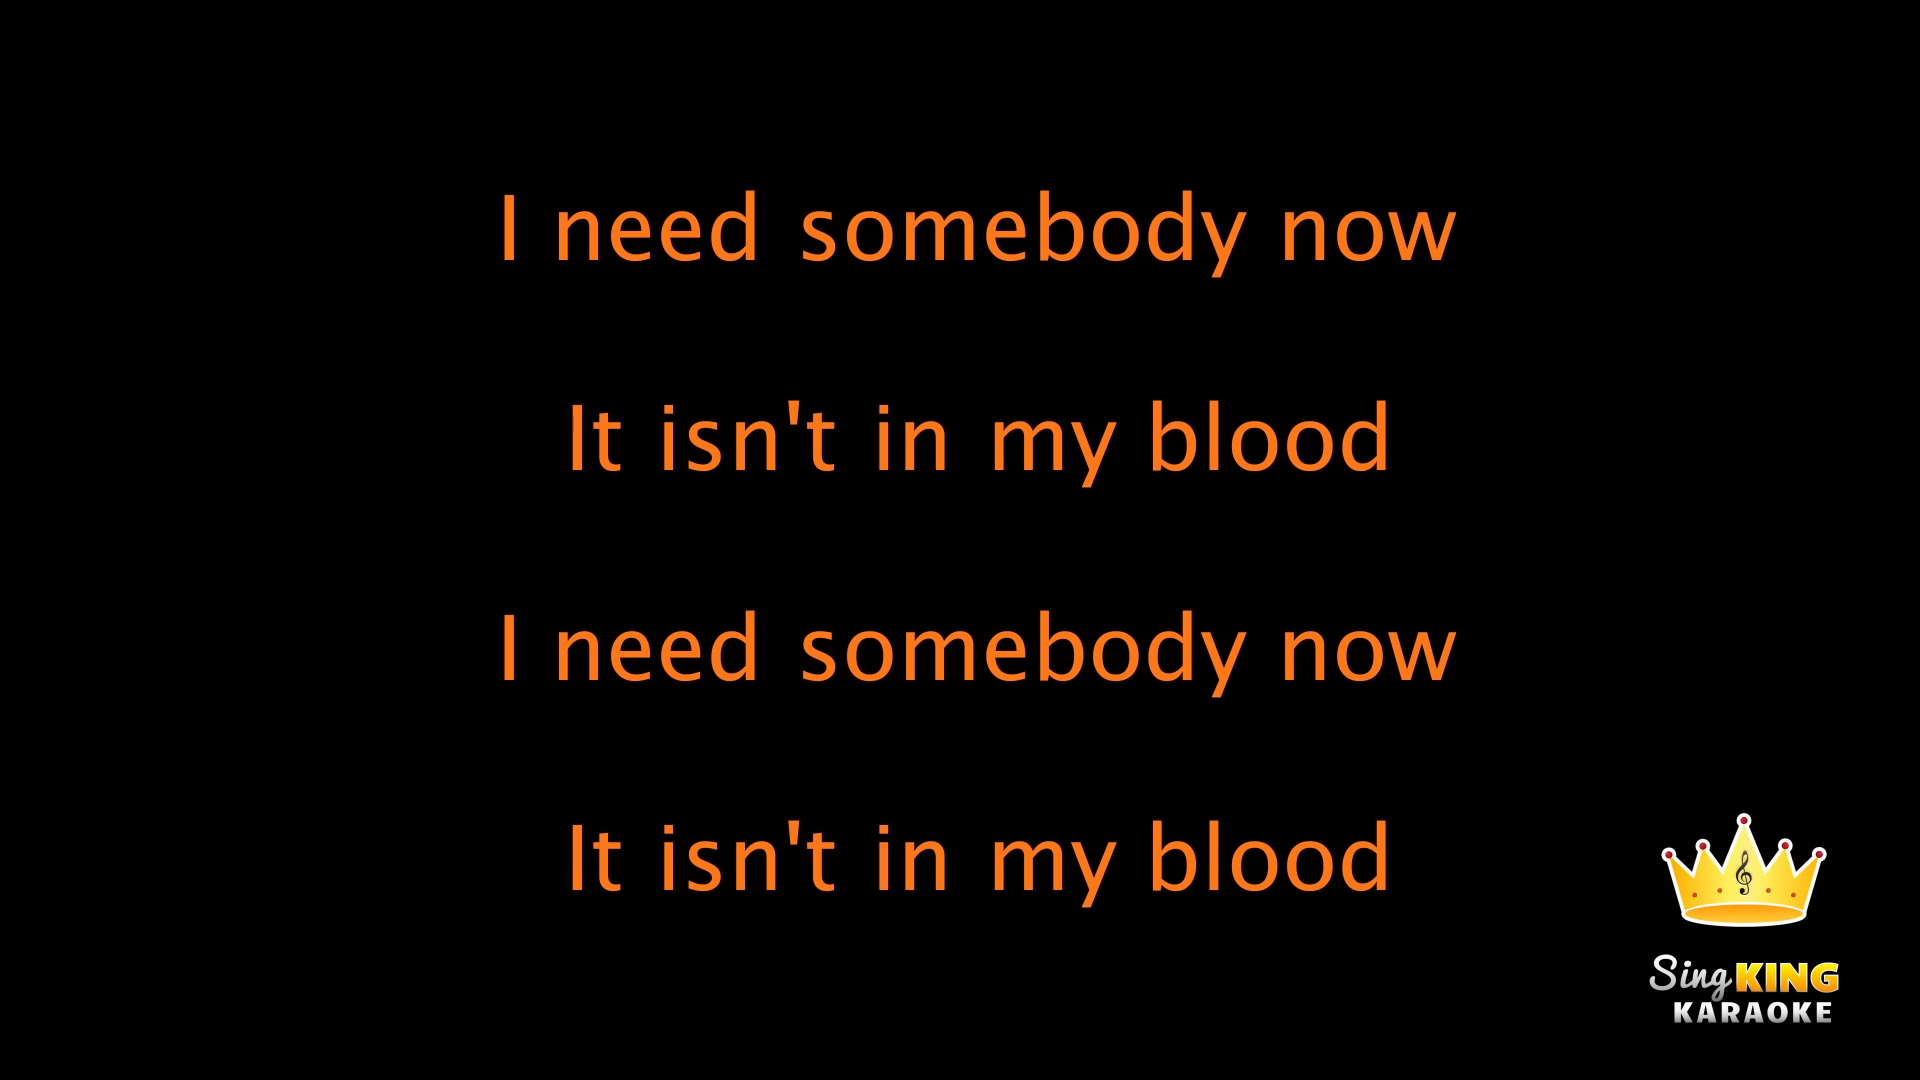 I need somebody now
It isn't in my blood
I need somebody now
It isn't in my blood
Sing KING
KARAOKE